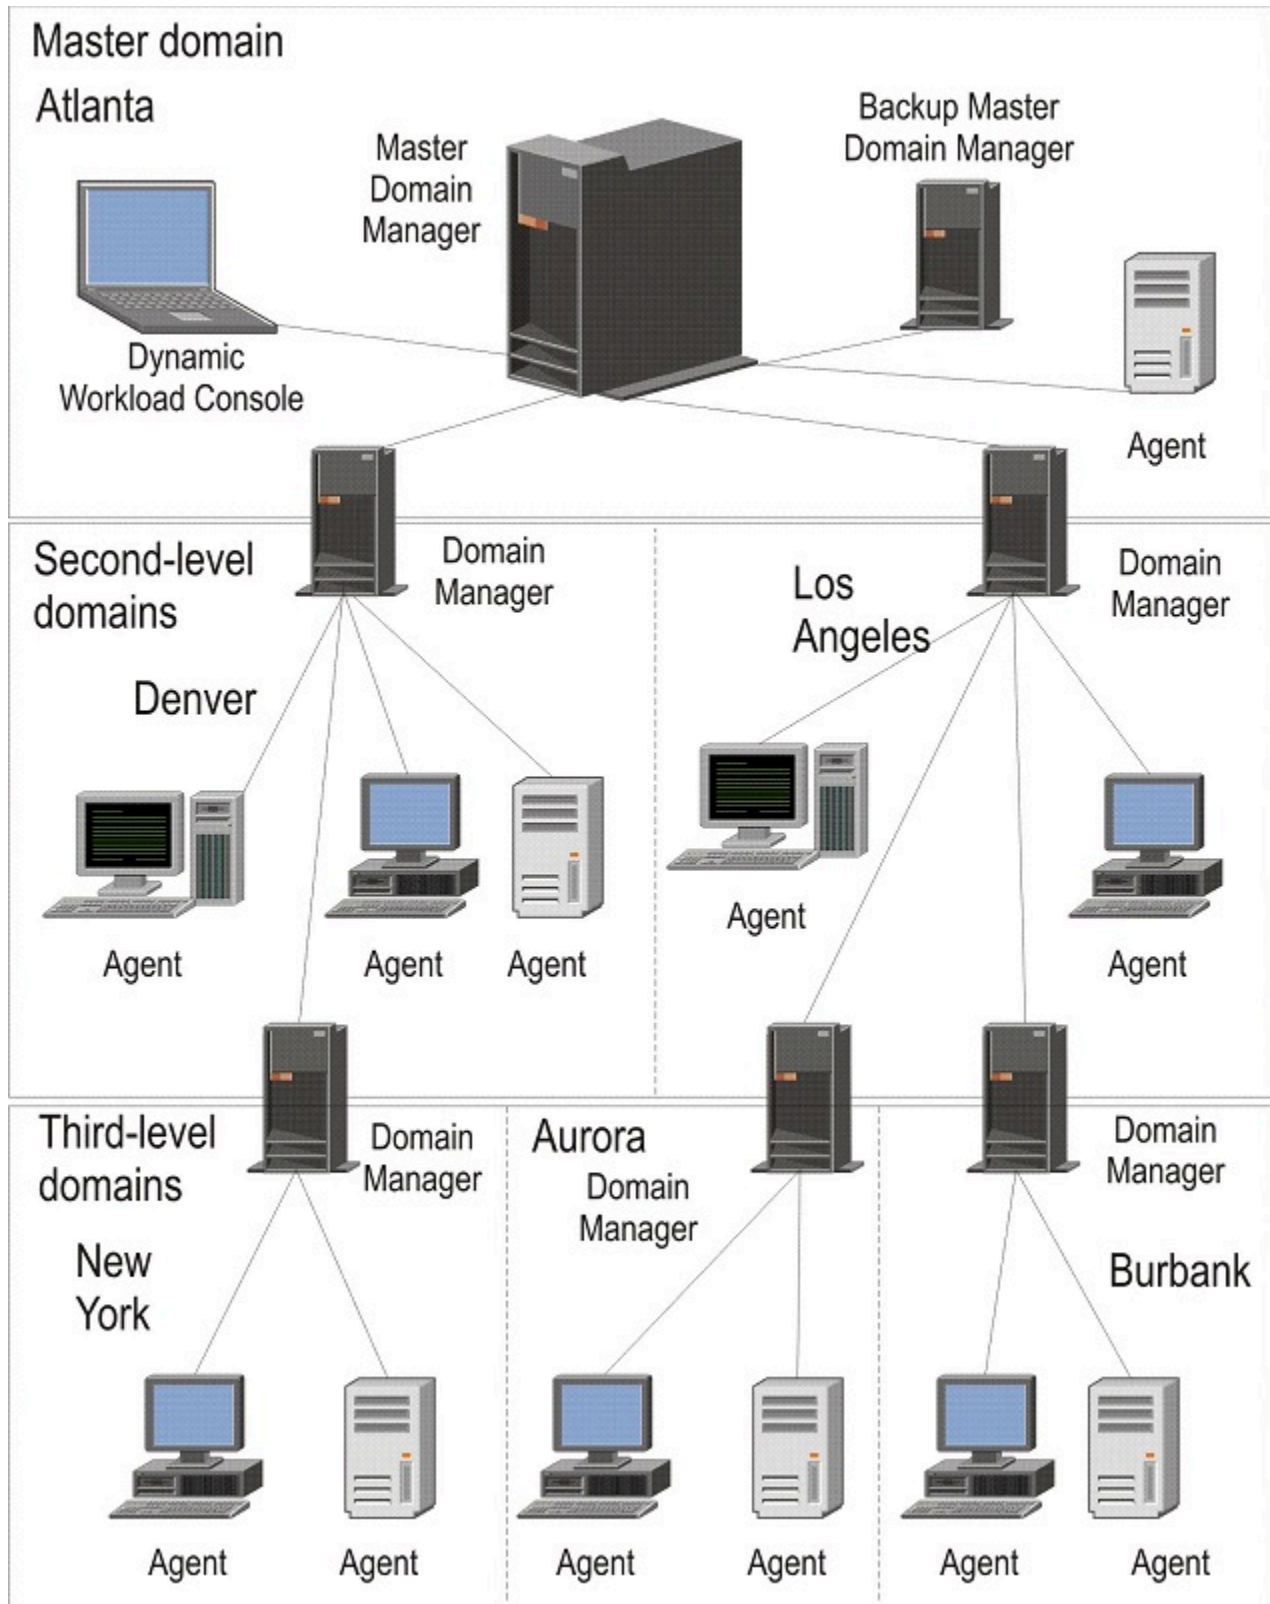 Master domain
Atlanta
Master
Domain
Manager
Backup Master
Domain Manager
Dynamic
Workload Console
Agent
Second-level
domains
Domain
Manager
Denver
Los
Angeles
Domain
Manager
Agent
Agent
Agent
Agent
Agent
Third-level
domains
Domain
Manager
New
York
Aurora
Domain
Manager
Domain
Manager
Burbank
Agent
Agent
Agent
Agent
Agent
Agent